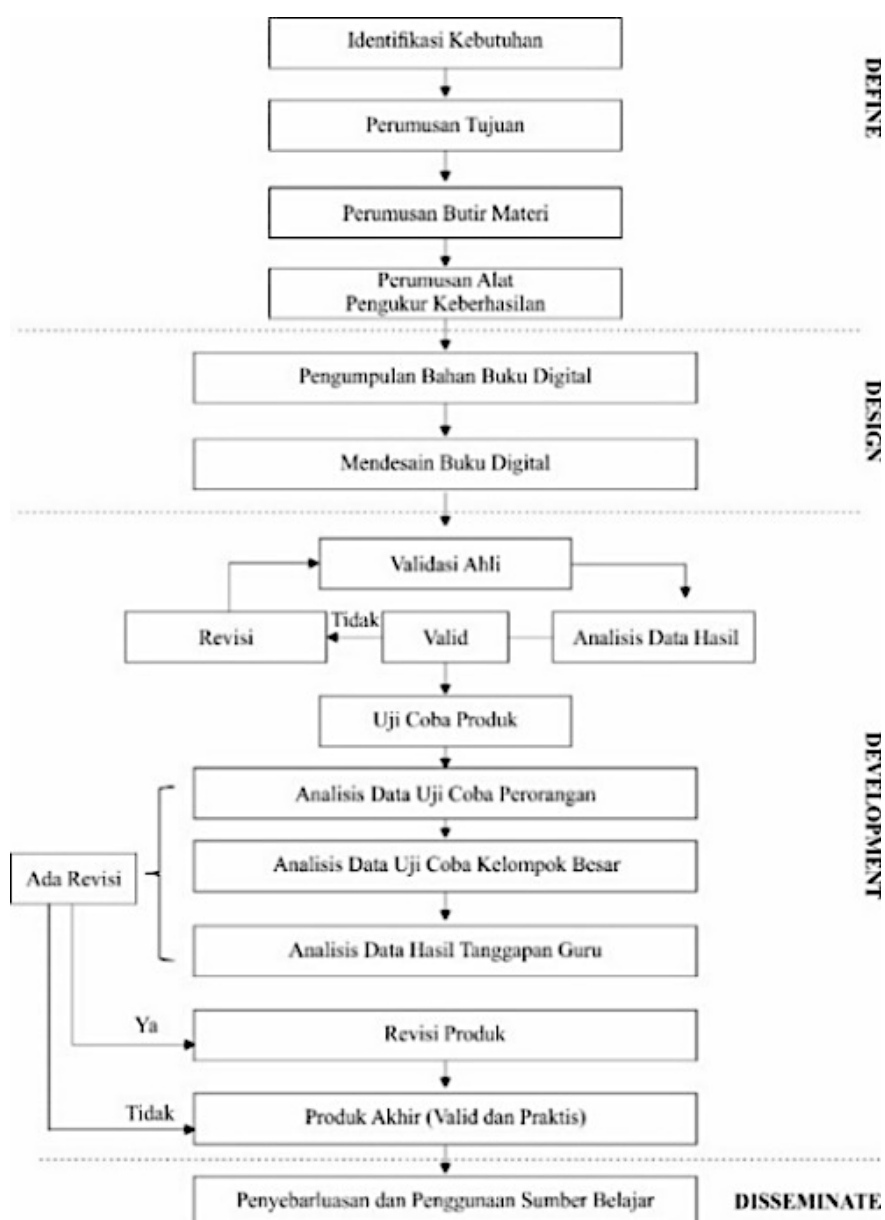 Identifikasi Kebutuhan
DEFINE
Perumusan Tujuan
Perumusan Butir Materi
Perumusan Alat
Pengukur Keberhasilan
Pengumpulan Bahan Buku Digital
DESIGN
Mendesain Buku Digital
Validasi Ahli
Revisi
Tidak
Valid
Analisis Data Hasil
Uji Coba Produk
DEVELOPMENT
Analisis Data Uji Coba Perorangan
Analisis Data Uji Coba Kelompok Besar
Ada Revisi
Analisis Data Hasil Tanggapan Guru
Ya
Revisi Produk
Tidak
Produk Akhir (Valid dan Praktis)
Penyebarluasan dan Penggunaan Sumber Belajar
DISSEMINATE